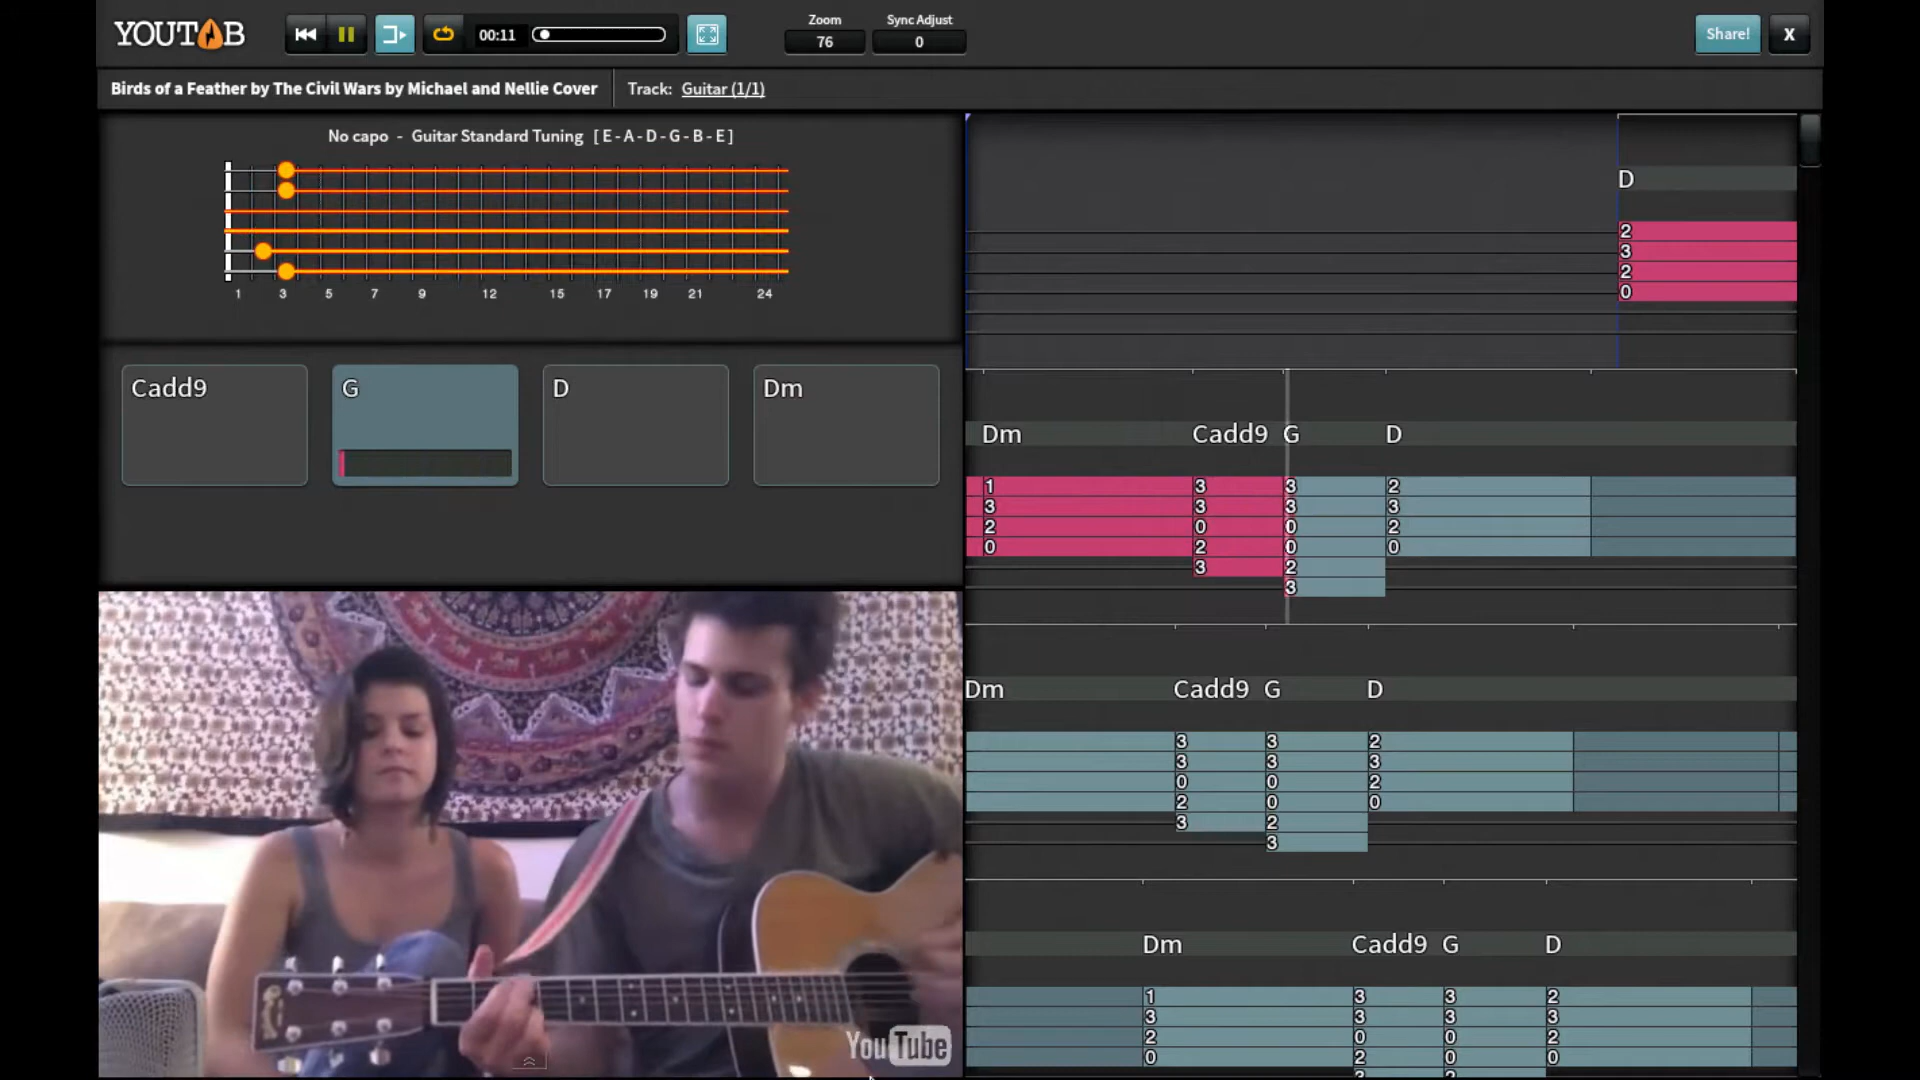 YOUTAB
00:11
Zoom
76
Sync Adjust
0
Share!
X
Birds of a Feather by The Civil Wars by Michael and Nellie Cover
Track: Guitar (1/1)
No capo - Guitar Standard Tuning [E-A-D-G-B-E]
1 3 5 7 9 12 15 17 19 21 24
Cadd9
G
D
Dm
D
2
3
2
0
Dm Cadd9 G D
1 3 3 2
3 3 3 3
2 0 0 2
0 2 0 0
3 2
3
Dm Cadd9 G D
3 3 2
3 3 3
0 0 2
2 0 0
3 2
3
Dm Cadd9 G D
1 3 3 2
3 3 3 3
2 0 0 2
0 2 0 0
YouTube